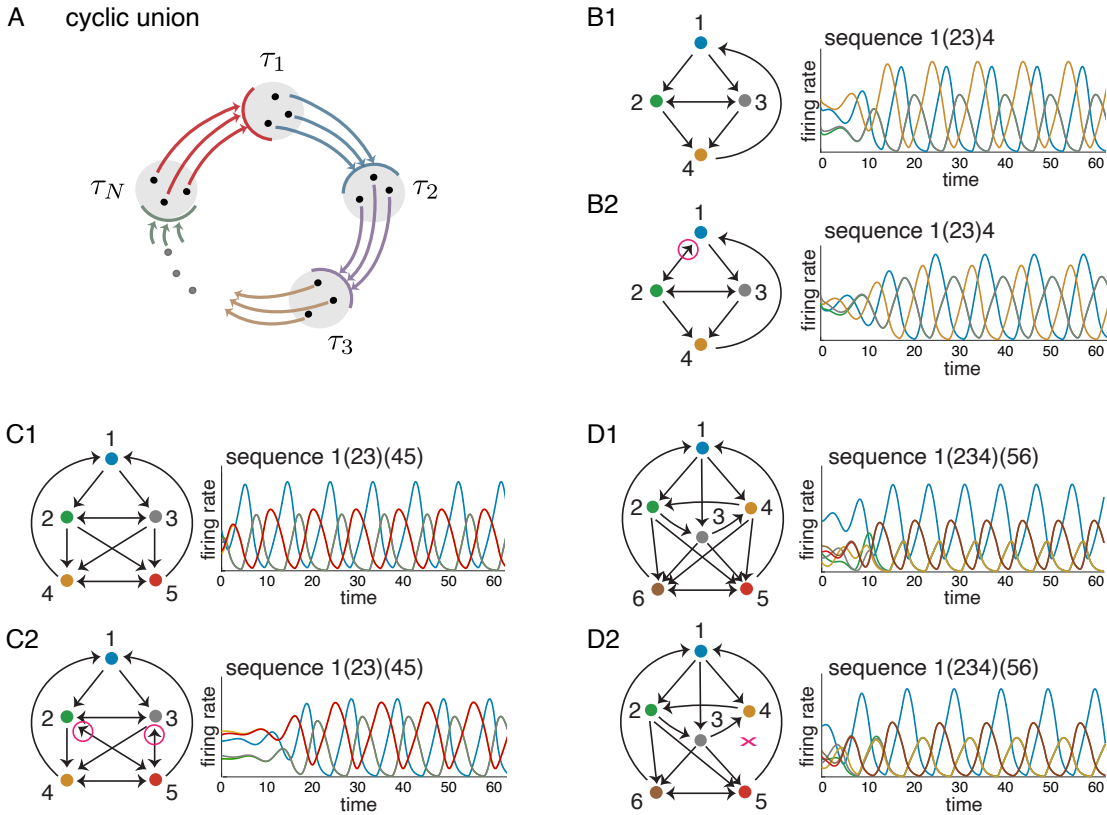 A cyclic union
τ1
τ2
τ3
τN
B1
1
2
3
4
sequence 1(23)4
firing rate
0 10 20 30 40 50 60
time
B2
1
2
3
4
sequence 1(23)4
firing rate
0 10 20 30 40 50 60
time
C1
1
2
3
4
5
sequence 1(23)(45)
firing rate
0 10 20 30 40 50 60
time
C2
1
2
3
4
5
sequence 1(23)(45)
firing rate
0 10 20 30 40 50 60
time
D1
1
2
3
4
6
5
sequence 1(234)(56)
firing rate
0 10 20 30 40 50 60
time
D2
1
2
3
4
6
5
sequence 1(234)(56)
firing rate
0 10 20 30 40 50 60
time